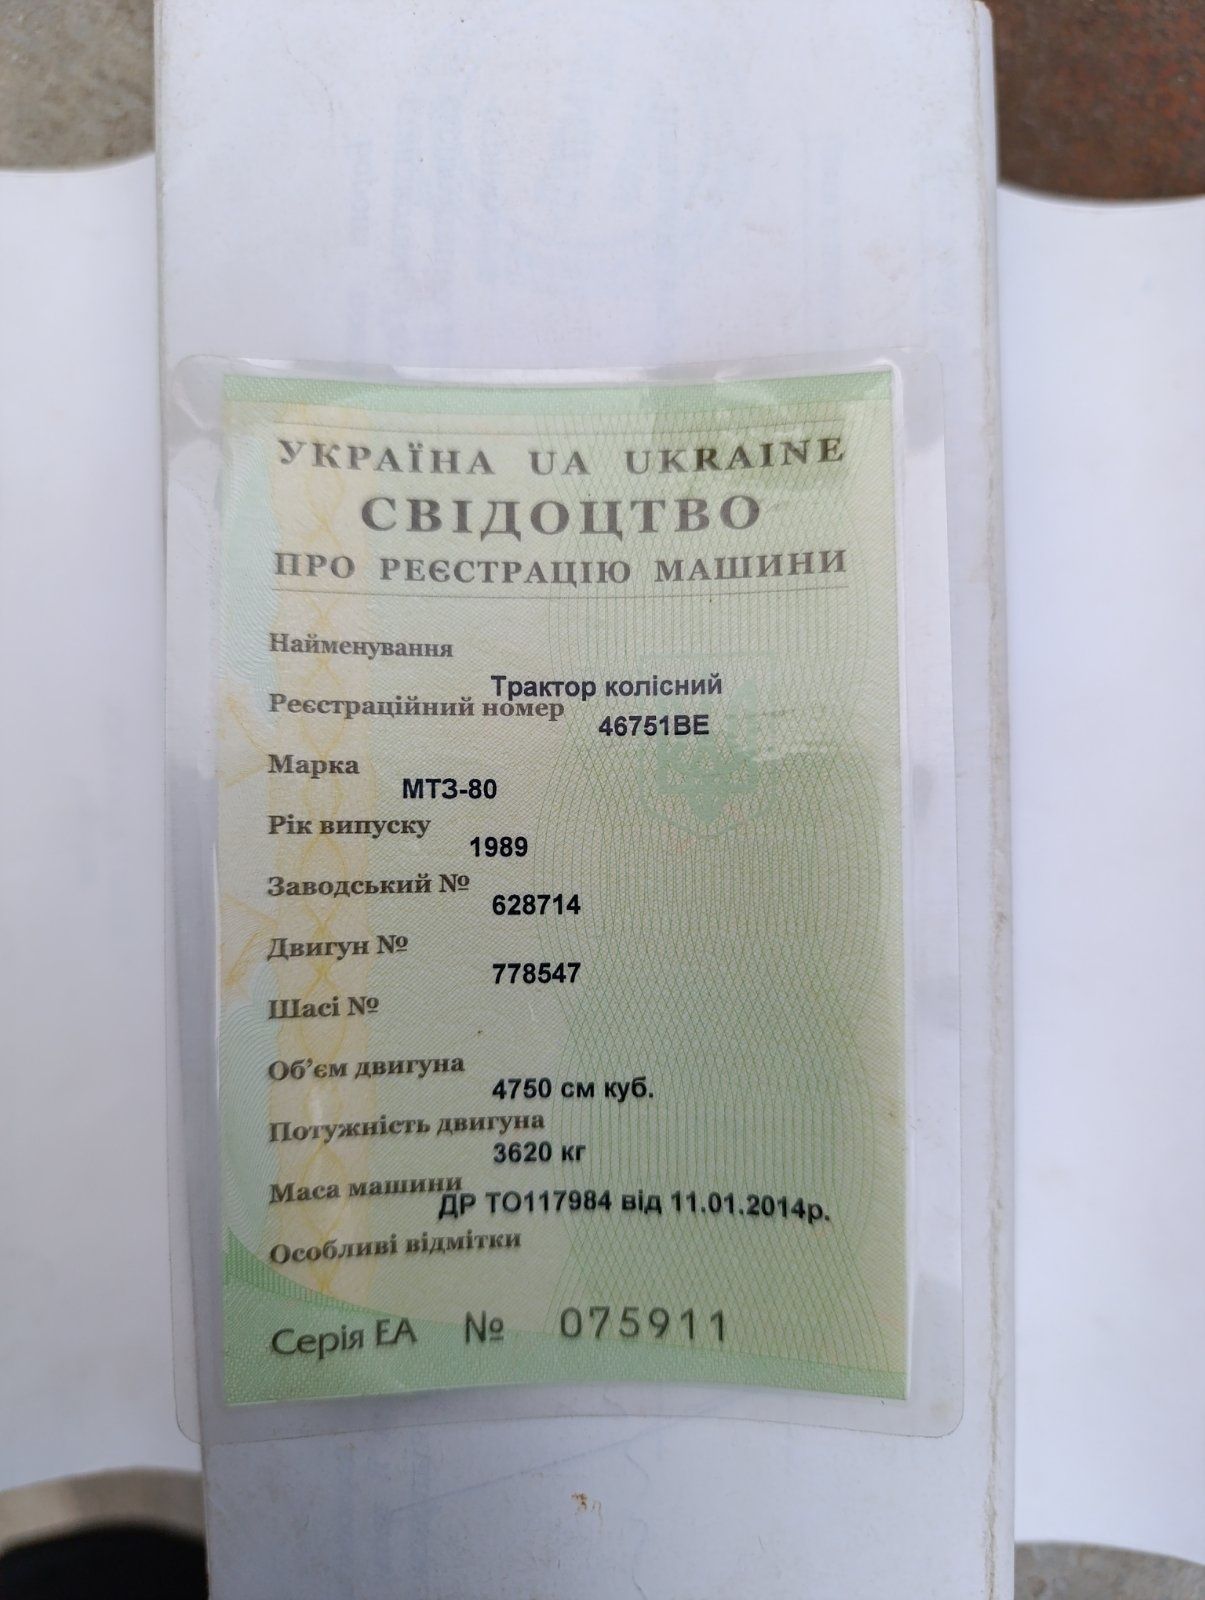 УКРАЇНА UA UKRAINE
СВІДОЦТВО
ПРО РЕЄСТРАЦІЮ МАШИНИ
Найменування
Трактор колісний
Реєстраційний номер
46751ВЕ
Марка
МТЗ-80
Рік випуску
1989
Заводський №
628714
Двигун №
778547
Шасі №
Об'єм двигуна
4750 см куб.
Потужність двигуна
3620 кг
Маса машини
ДР ТО117984 від 11.01.2014р.
Особливі відмітки
Серія ЕА № 075911